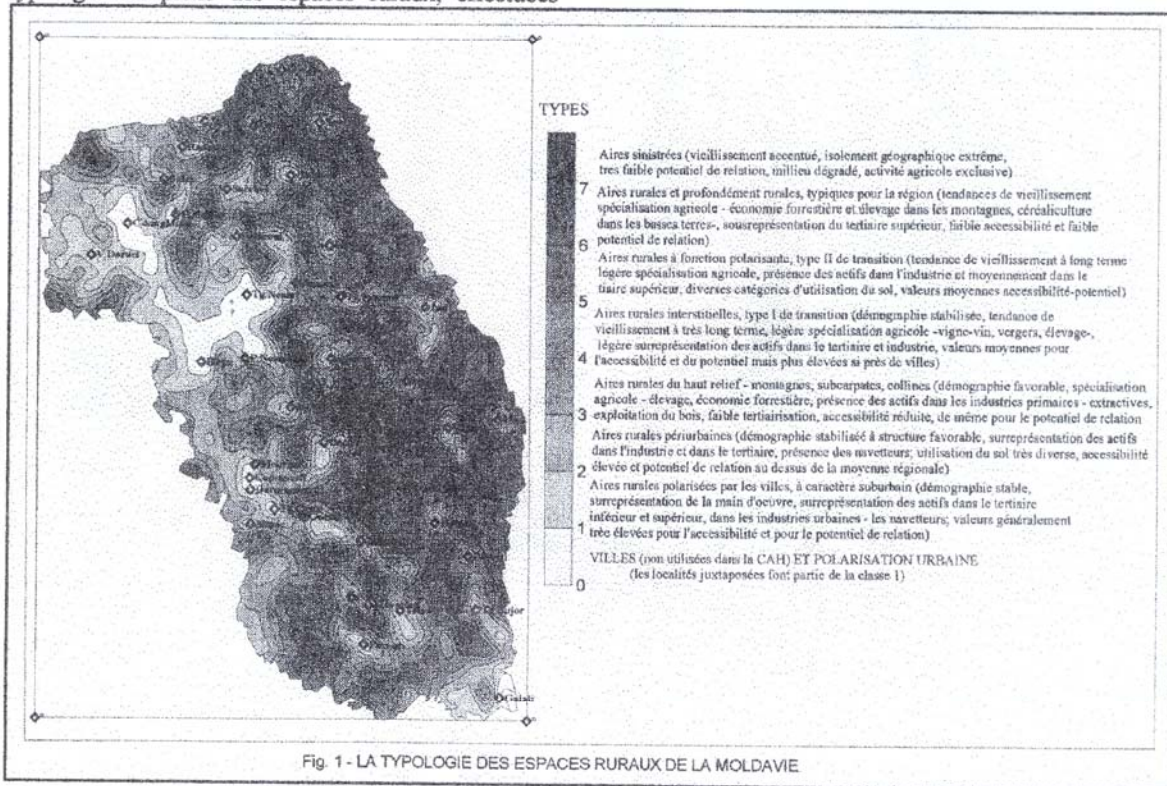 des espaces ruraux,
TYPES
Aires sinistrées (vieillissement accentué, isolement géographique extrême,
tres faible potentiel de relation, millieu dégradé, activité agricole exclusive)
7
Aires rurales et profondément rurales, typiques pour la région (tendances de vieillissement
spécialisation agricole - économie forrestière et élevage dans les montagnes, céréaliculture
dans les basses terres-, sousreprésentation du tertiaire supérieur, faible accessibilité et faible
potentiel de relation)
6
Aires rurales à fonction polarisante, type II de transition (tendance de vieillissement à long terme
légère spécialisation agricole, présence des actifs dans l'industrie et moyennement dans le
tiaire supérieur, diverses catégories d'utilisation du sol, valeurs moyennes accessibilité-potentiel)
5
Aires rurales interstitielles, type I de transition (démographie stabilisée, tendance de
vieillissement à très long terme, légère spécialisation agricole -vigne-vin, vergers, élevage-,
légère surreprésentation des actifs dans le tertiaire et industrie, valeurs moyennes pour
l'accessibilité et du potentiel mais plus élevées si près de villes)
4
Aires rurales du haut relief - montagnes, subcarpates, collines (démographie favorable, spécialisation
agricole - élevage, économie forrestière, présence des actifs dans les industries primaires - extractives,
exploitation du bois, faible tertiairisation, accessibilité réduite, de même pour le potentiel de relation
3
Aires rurales périurbaines (démographie stabilisée à structure favorable, surreprésentation des actifs
dans l'industrie et dans le tertiaire, présence des navetteurs; utilisation du sol très diverse, accessibilité
élevée et potentiel de relation au dessus de la moyenne régionale)
2
Aires rurales polarisées par les villes, à caractère suburbain (démographie stable,
surreprésentation de la main d'oeuvre, surreprésentation des actifs dans le tertiaire
inférieur et supérieur, dans les industries urbaines - les navetteurs; valeurs généralement
très élevées pour l'accessibilité et pour le potentiel de relation)
1
VILLES (non utilisées dans la CAH) ET POLARISATION URBAINE
(les localités juxtaposées font partie de la classe 1)
0
Galati
Fig. 1 - LA TYPOLOGIE DES ESPACES RURAUX DE LA MOLDAVIE